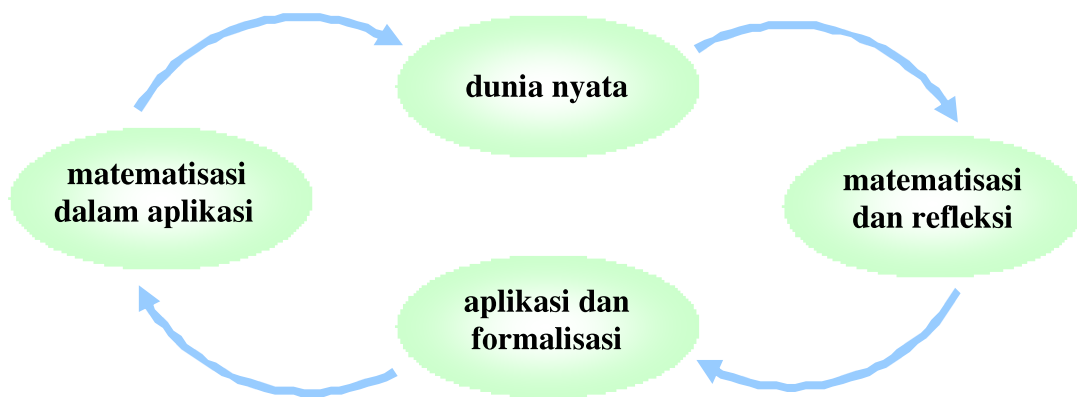 dunia nyata
matematisasi
dan refleksi
aplikasi dan
formalisasi
matematisasi
dalam aplikasi